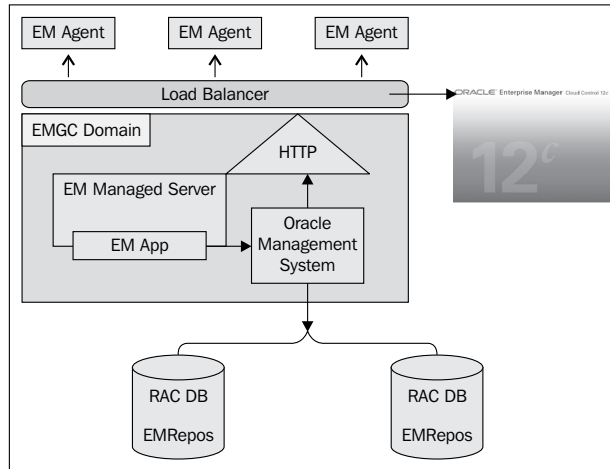 EM Agent
EM Agent
EM Agent
Load Balancer
ORACLE Enterprise Manager Cloud Control 12c
12c
EMGC Domain
HTTP
EM Managed Server
EM App
Oracle
Management
System
RAC DB
EMRepos
RAC DB
EMRepos